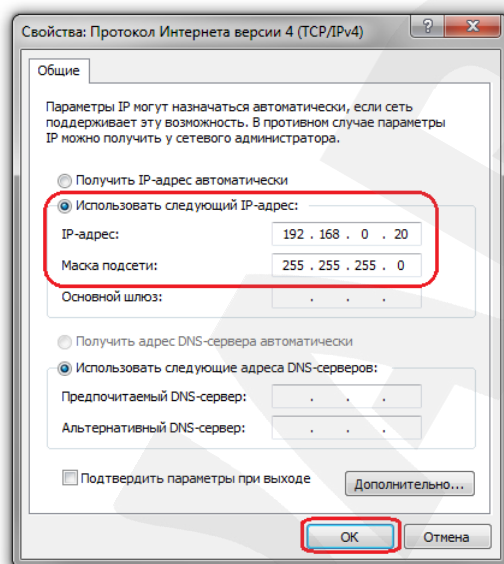 Свойства: Протокол Интернета версии 4 (TCP/IPv4)
Общие
Параметры IP могут назначаться автоматически, если сеть
поддерживает эту возможность. В противном случае параметры
IP можно получить у сетевого администратора.
Получить IP-адрес автоматически
Использовать следующий IP-адрес:
IP-адрес: 192 . 168 . 0 . 20
Маска подсети: 255 . 255 . 255 . 0
Основной шлюз: . . .
Получить адрес DNS-сервера автоматически
Использовать следующие адреса DNS-серверов:
Предпочитаемый DNS-сервер: . . .
Альтернативный DNS-сервер: . . .
Подтвердить параметры при выходе
Дополнительно...
ОК Отмена